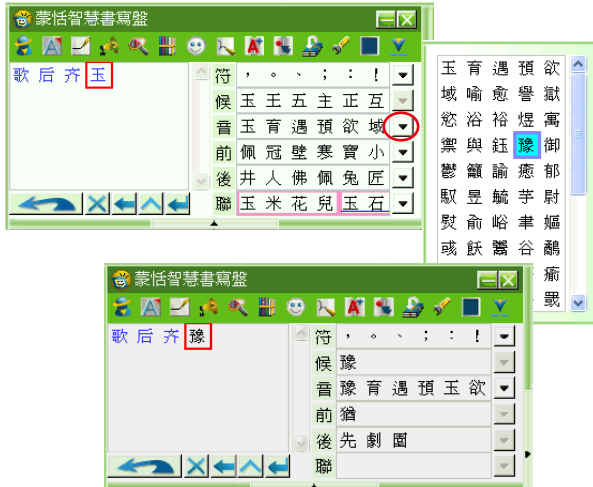 蒙恬智慧書寫盤
歌后齐玉
符 ， 。 、 ； ： ！
候 玉王五主正互
音 玉育遇預欲域
前 佩冠壁寨寶小
後 井人佛佩兔匠
聯 玉米花兒玉石
玉育遇預欲
域喻愈譽獄
慾浴裕煜寓
禦與鈺豫御
鬱籲諭癒郁
馭昱毓芋尉
熨俞峪聿嫗
彧飫鬻谷鷸
瘉
罭
蒙恬智慧書寫盤
歌后齐豫
符 ， 。 、 ； ： ！
候 豫
音 豫育遇預玉欲
前 猶
後 先劇園
聯